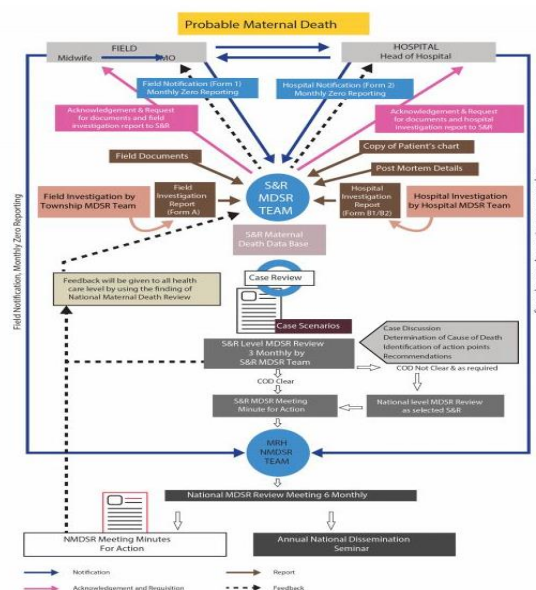 Probable Maternal Death
FIELD
Midwife
MO
HOSPITAL
Head of Hospital
Field Notification (Form 1)
Monthly Zero Reporting
Hospital Notification (Form 2)
Monthly Zero Reporting
Acknowledgement & Request
for documents and field
investigation report to S&R
Acknowledgement & Request
for documents and hospital
investigation report to S&R
Field Documents
Copy of Patient's chart
Post Mortem Details
S&R
MDSR
TEAM
Field Investigation by
Township MDSR Team
Field
Investigation
Report
(Form A)
Hospital
Investigation
Report
(Form B1/B2)
Hospital Investigation
by Hospital MDSR Team
S&R Maternal
Death Data Base
Field Notification, Monthly Zero Reporting
Feedback will be given to all health
care level by using the finding of
National Maternal Death Review
Case Review
Case Scenarios
S&R Level MDSR Review
3 Monthly by
S&R MDSR Team
Case Discussion
Determination of Cause of Death
Identification of action points
Recommendations
COD Clear
COD Not Clear & as required
S&R MDSR Meeting
Minute for Action
National level MDSR Review
as selected S&R
MRH
NMDSR
TEAM
National MDSR Review Meeting 6 Monthly
NMDSR Meeting Minutes
For Action
Annual National Dissemination
Seminar
Notification
Report
Acknowledgement and Requisition
Feedback